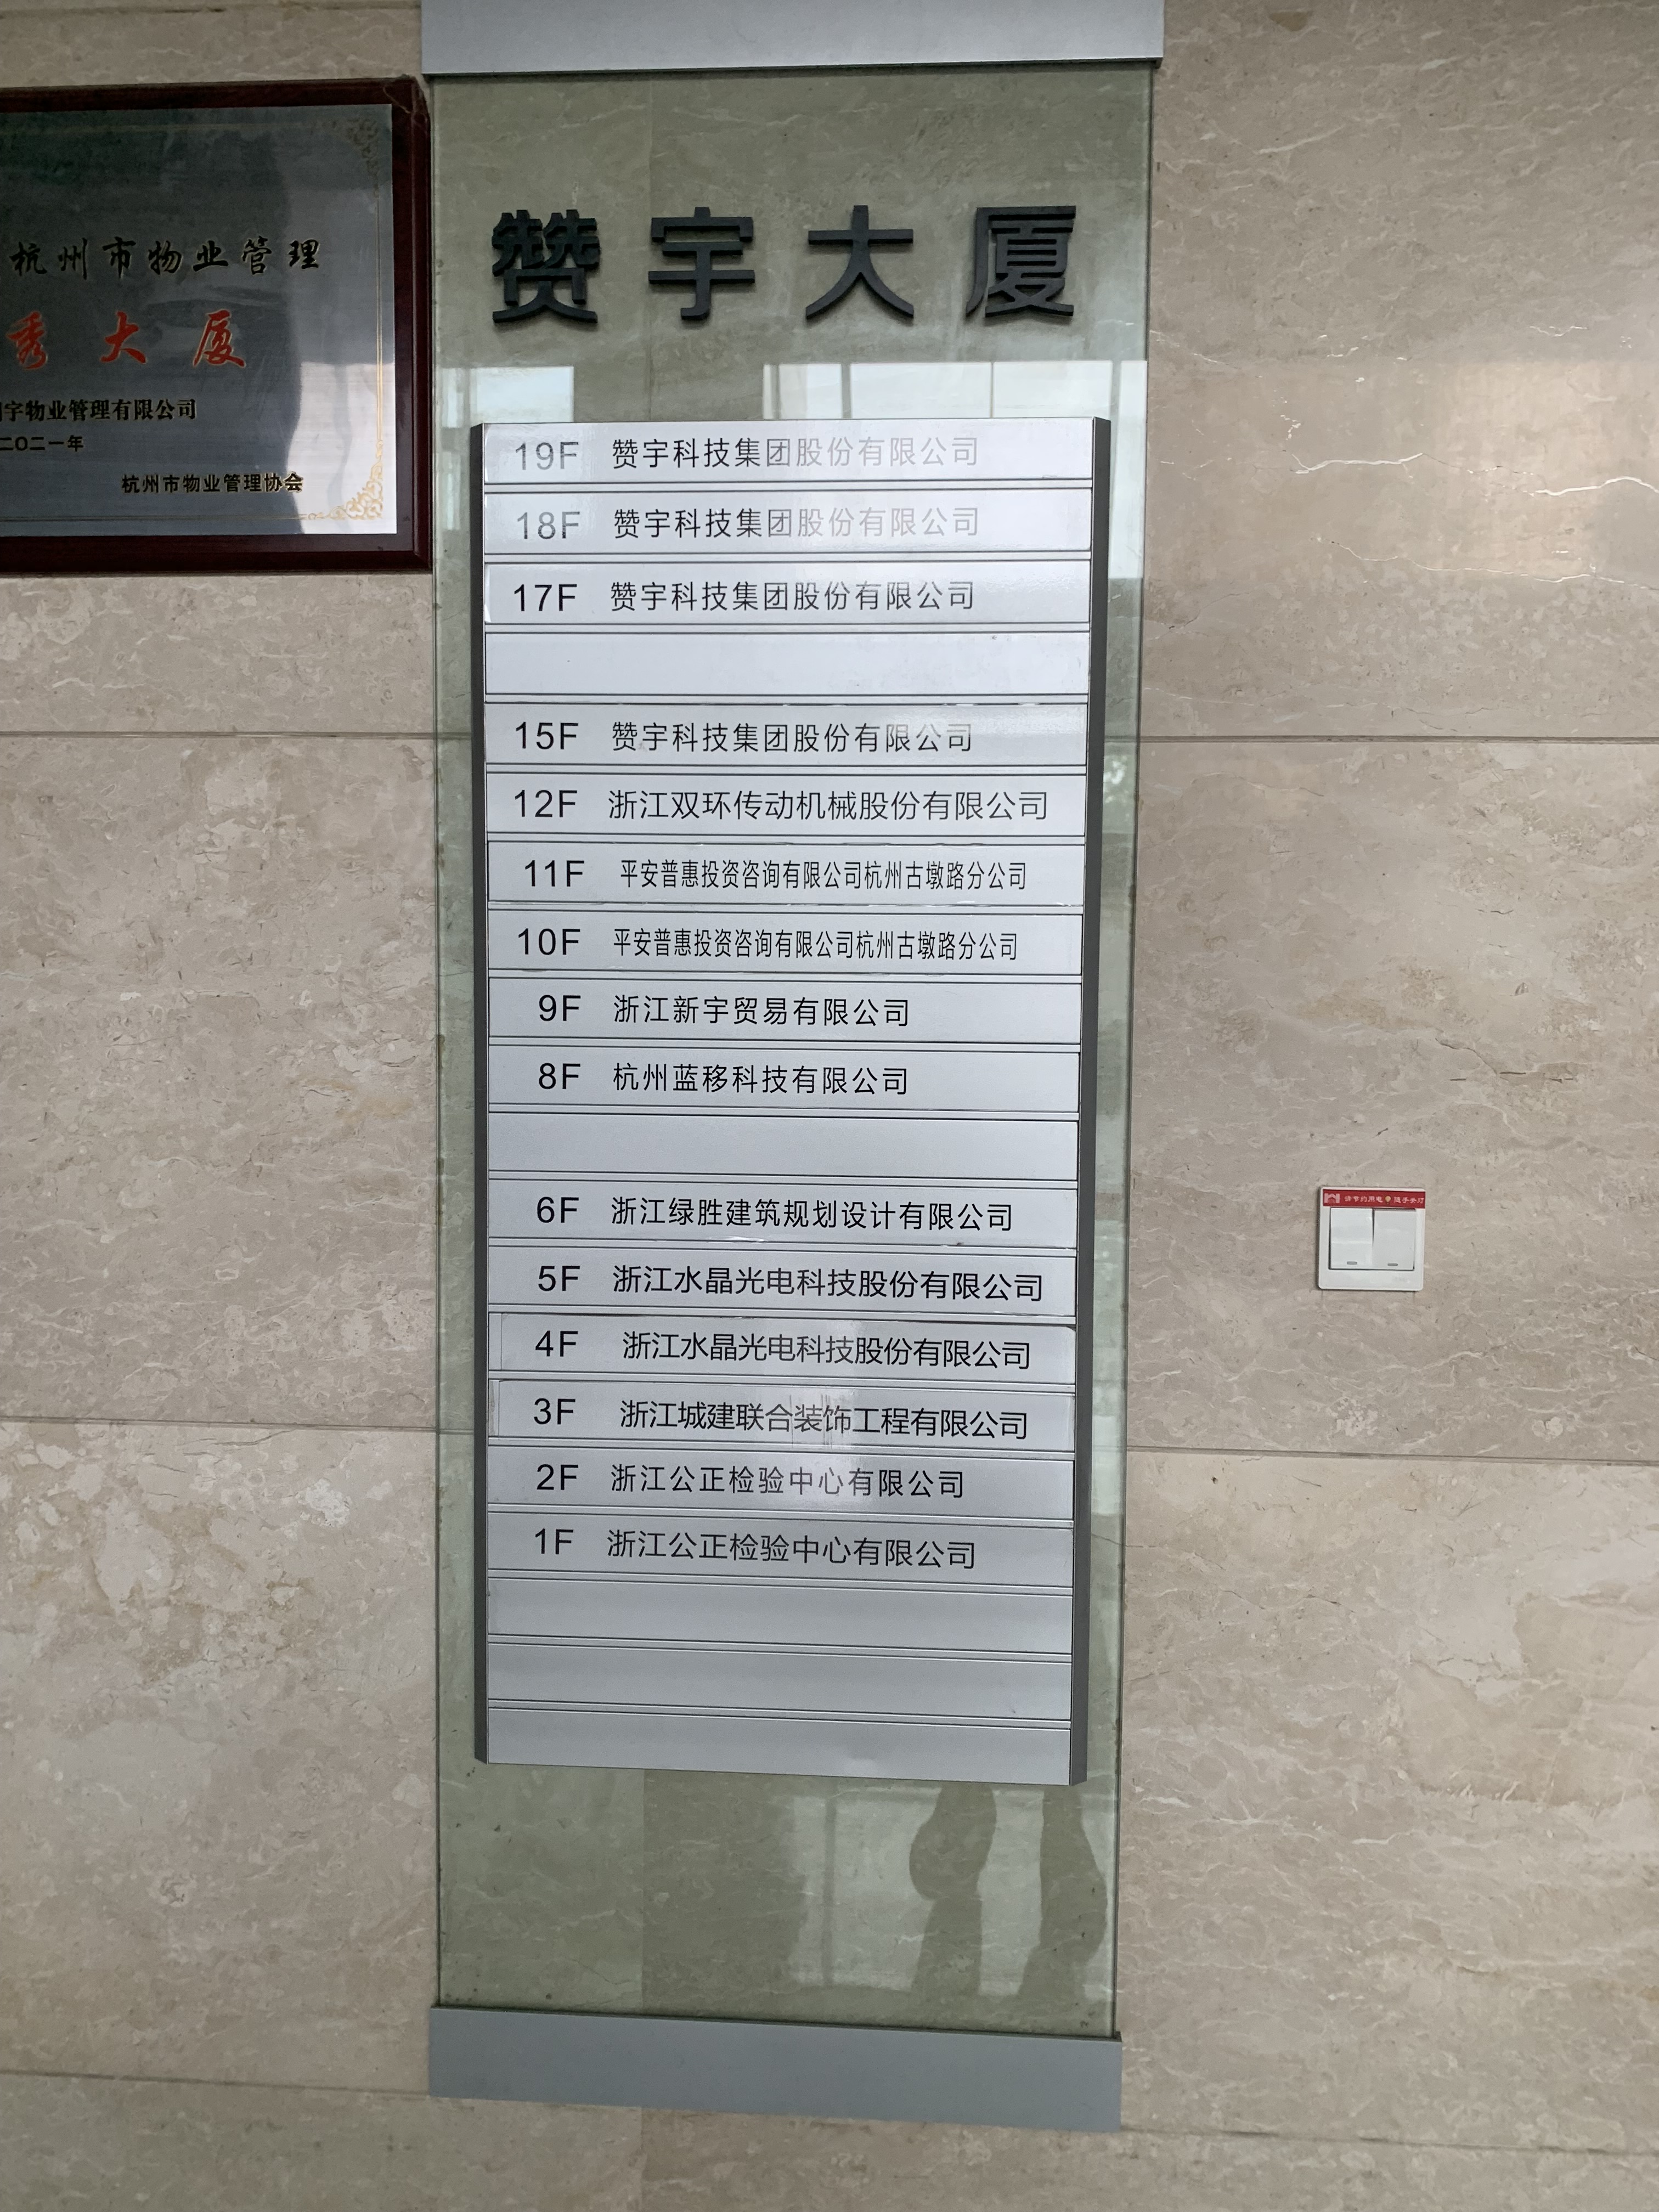 杭州市物业管理
秀大厦
宇物业管理有限公司
二〇二一年
杭州市物业管理协会
赞宇大厦
19F 赞宇科技集团股份有限公司
18F 赞宇科技集团股份有限公司
17F 赞宇科技集团股份有限公司
15F 赞宇科技集团股份有限公司
12F 浙江双环传动机械股份有限公司
11F 平安普惠投资咨询有限公司杭州古墩路分公司
10F 平安普惠投资咨询有限公司杭州古墩路分公司
9F 浙江新宇贸易有限公司
8F 杭州蓝移科技有限公司
6F 浙江绿胜建筑规划设计有限公司
5F 浙江水晶光电科技股份有限公司
4F 浙江水晶光电科技股份有限公司
3F 浙江城建联合装饰工程有限公司
2F 浙江公正检验中心有限公司
1F 浙江公正检验中心有限公司
请节约用电 随手关灯